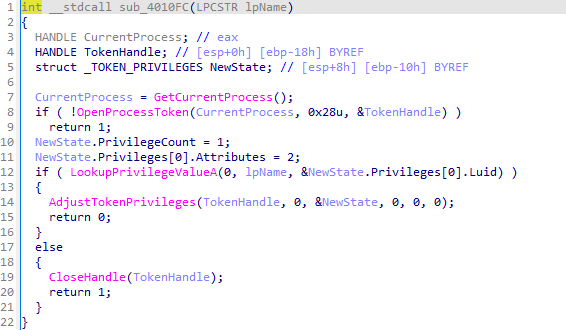 1 int __stdcall sub_4010FC(LPCSTR lpName)
2 {
3 HANDLE CurrentProcess; // eax
4 HANDLE TokenHandle; // [esp+0h] [ebp-18h] BYREF
5 struct _TOKEN_PRIVILEGES NewState; // [esp+8h] [ebp-10h] BYREF
6
7 CurrentProcess = GetCurrentProcess();
8 if ( !OpenProcessToken(CurrentProcess, 0x28u, &TokenHandle) )
9 return 1;
10 NewState.PrivilegeCount = 1;
11 NewState.Privileges[0].Attributes = 2;
12 if ( LookupPrivilegeValueA(0, lpName, &NewState.Privileges[0].Luid) )
13 {
14 AdjustTokenPrivileges(TokenHandle, 0, &NewState, 0, 0, 0);
15 return 0;
16 }
17 else
18 {
19 CloseHandle(TokenHandle);
20 return 1;
21 }
22 }